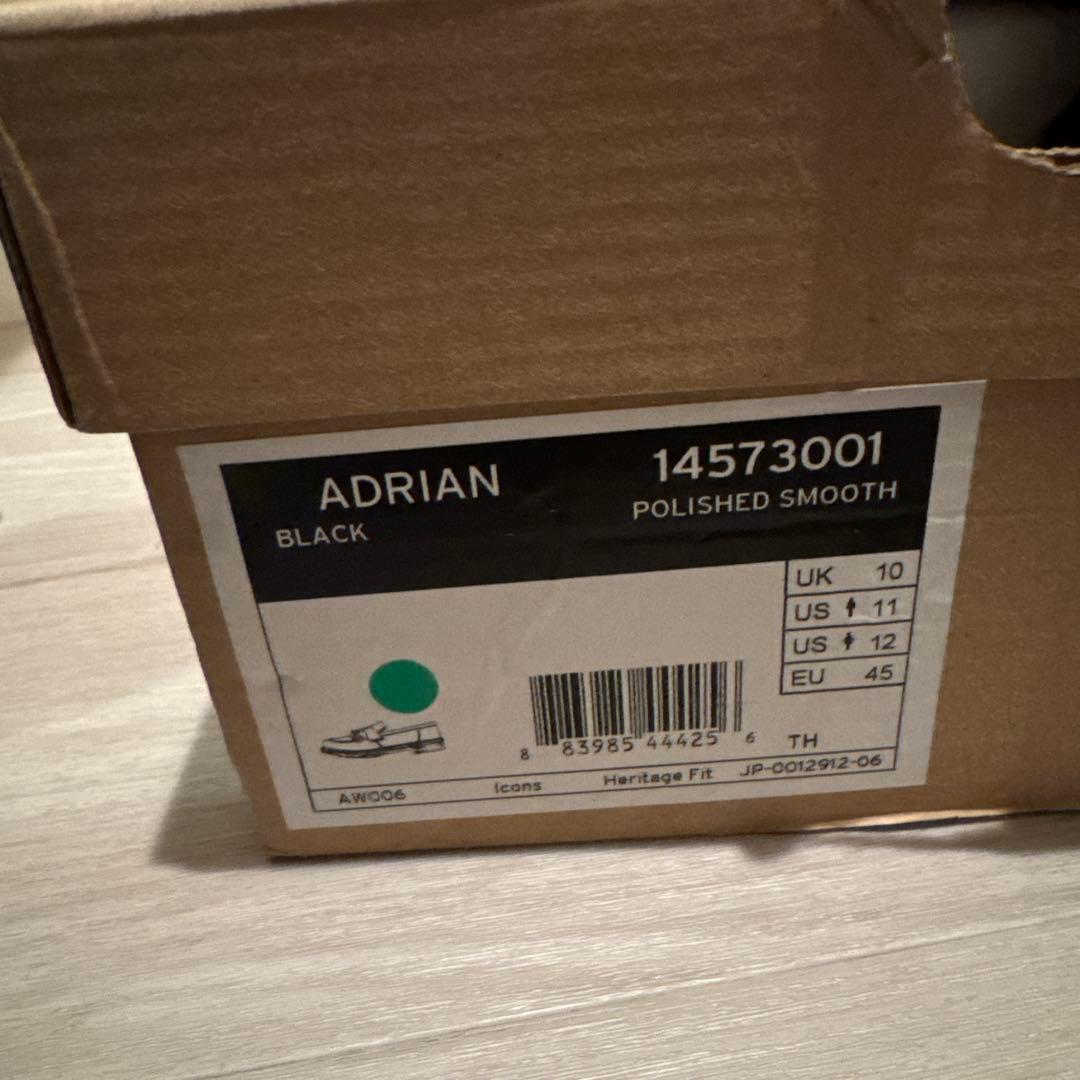 ADRIAN 14573001
BLACK POLISHED SMOOTH
UK 10
US 11
US 12
EU 45
8 83985 44425 6
TH
AW006 Icons Heritage Fit JP-0012912-06